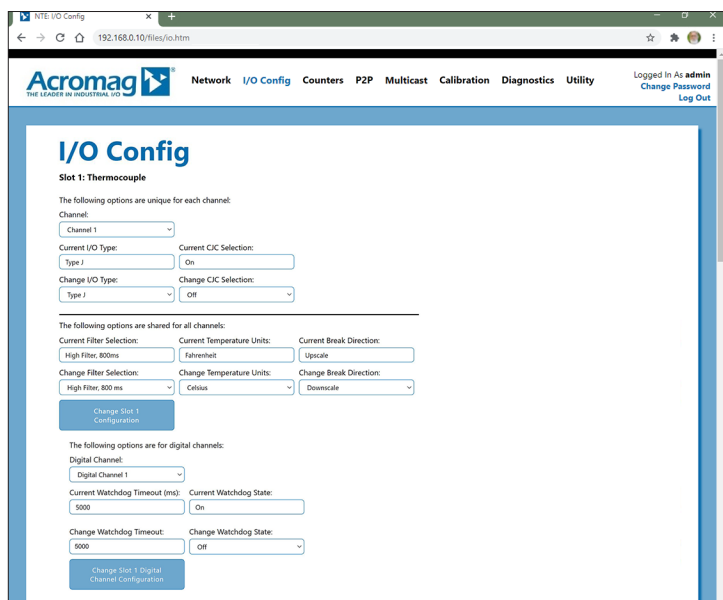 NTE: I/O Config
192.168.0.10/files/io.htm
Acromag
THE LEADER IN INDUSTRIAL I/O
Network I/O Config Counters P2P Multicast Calibration Diagnostics Utility
Logged In As admin
Change Password
Log Out
I/O Config
Slot 1: Thermocouple
The following options are unique for each channel:
Channel:
Channel 1
Current I/O Type: Current CJC Selection:
Type J On
Change I/O Type: Change CJC Selection:
Type J Off
The following options are shared for all channels:
Current Filter Selection: Current Temperature Units: Current Break Direction:
High Filter, 800ms Fahrenheit Upscale
Change Filter Selection: Change Temperature Units: Change Break Direction:
High Filter, 800 ms Celsius Downscale
Change Slot 1
Configuration
The following options are for digital channels:
Digital Channel:
Digital Channel 1
Current Watchdog Timeout (ms): Current Watchdog State:
5000 On
Change Watchdog Timeout: Change Watchdog State:
5000 Off
Change Slot 1 Digital
Channel Configuration